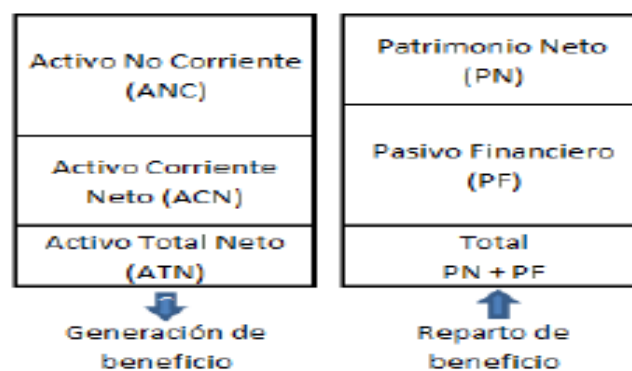 Activo No Corriente
(ANC)
Activo Corriente
Neto (ACN)
Activo Total Neto
(ATN)
Generación de
beneficio
Patrimonio Neto
(PN)
Pasivo Financiero
(PF)
Total
PN + PF
Reparto de
beneficio